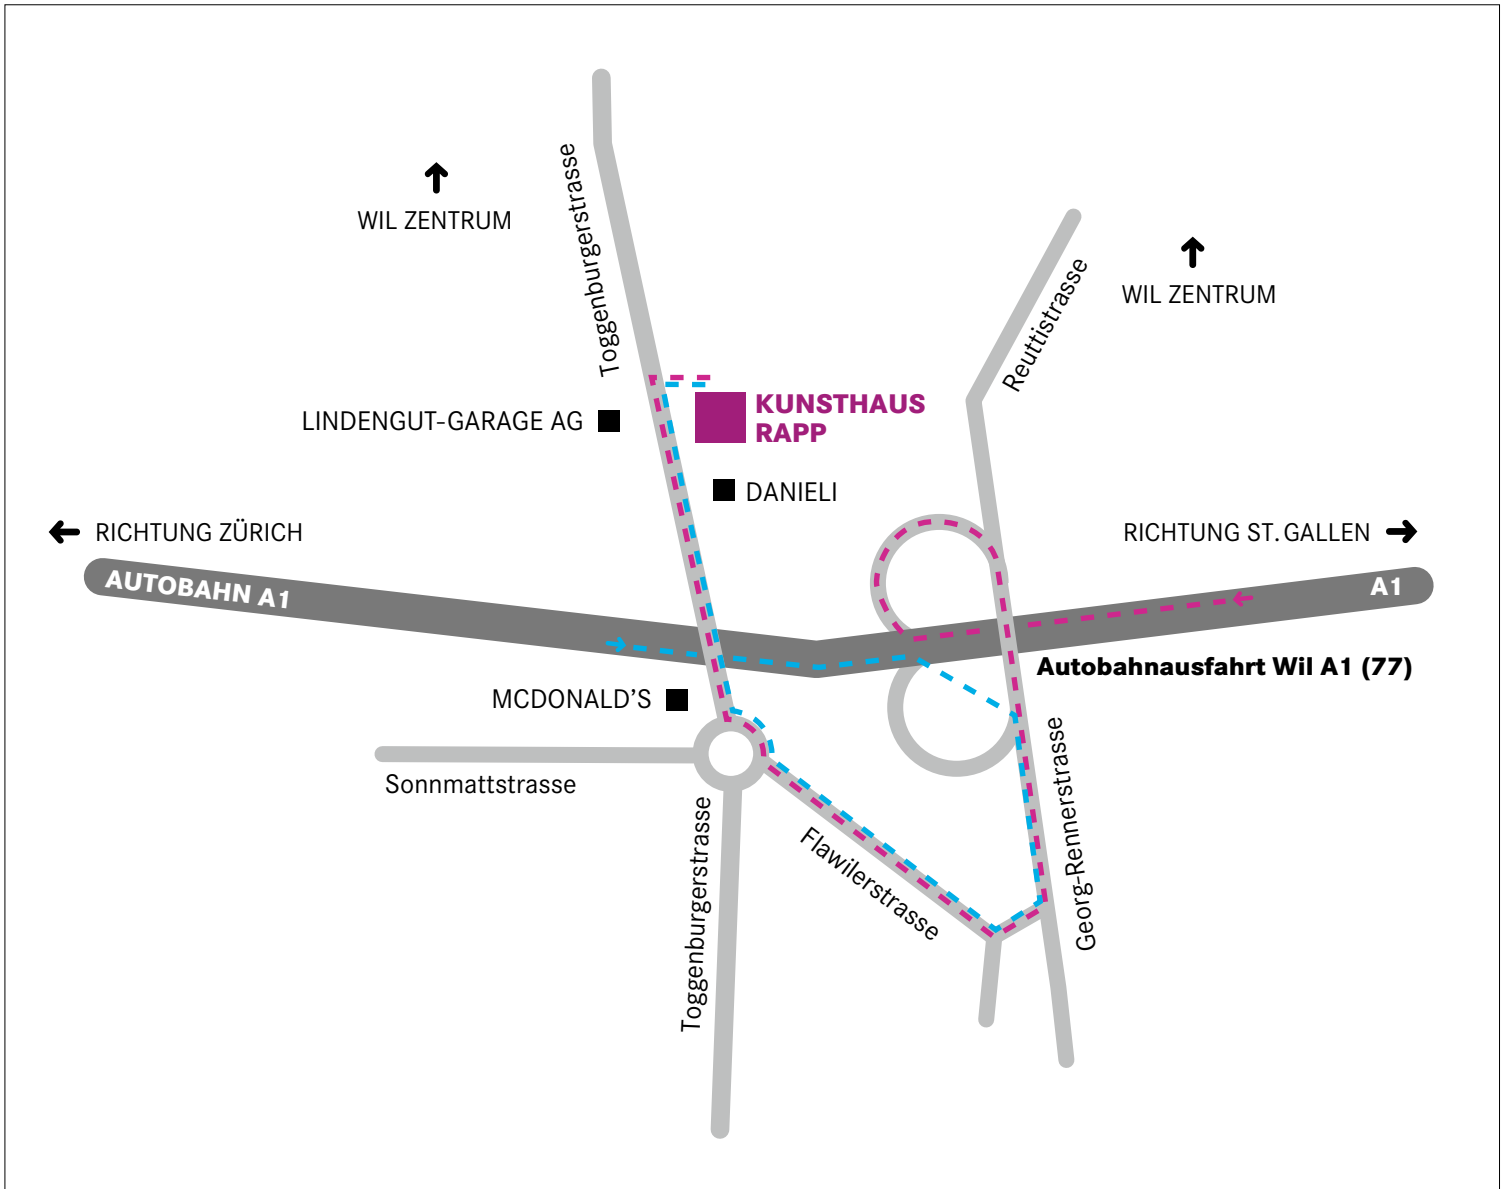 Toggenburgerstrasse
WIL ZENTRUM
WIL ZENTRUM
Reuttistrasse
LINDENGUT-GARAGE AG
KUNSTHAUS
RAPP
DANIELI
RICHTUNG ZÜRICH
RICHTUNG ST. GALLEN
AUTOBAHN A1
A1
Autobahnausfahrt Wil A1 (77)
MCDONALD'S
Sonnmattstrasse
Georg-Rennerstrasse
Toggenburgerstrasse
Flawilerstrasse